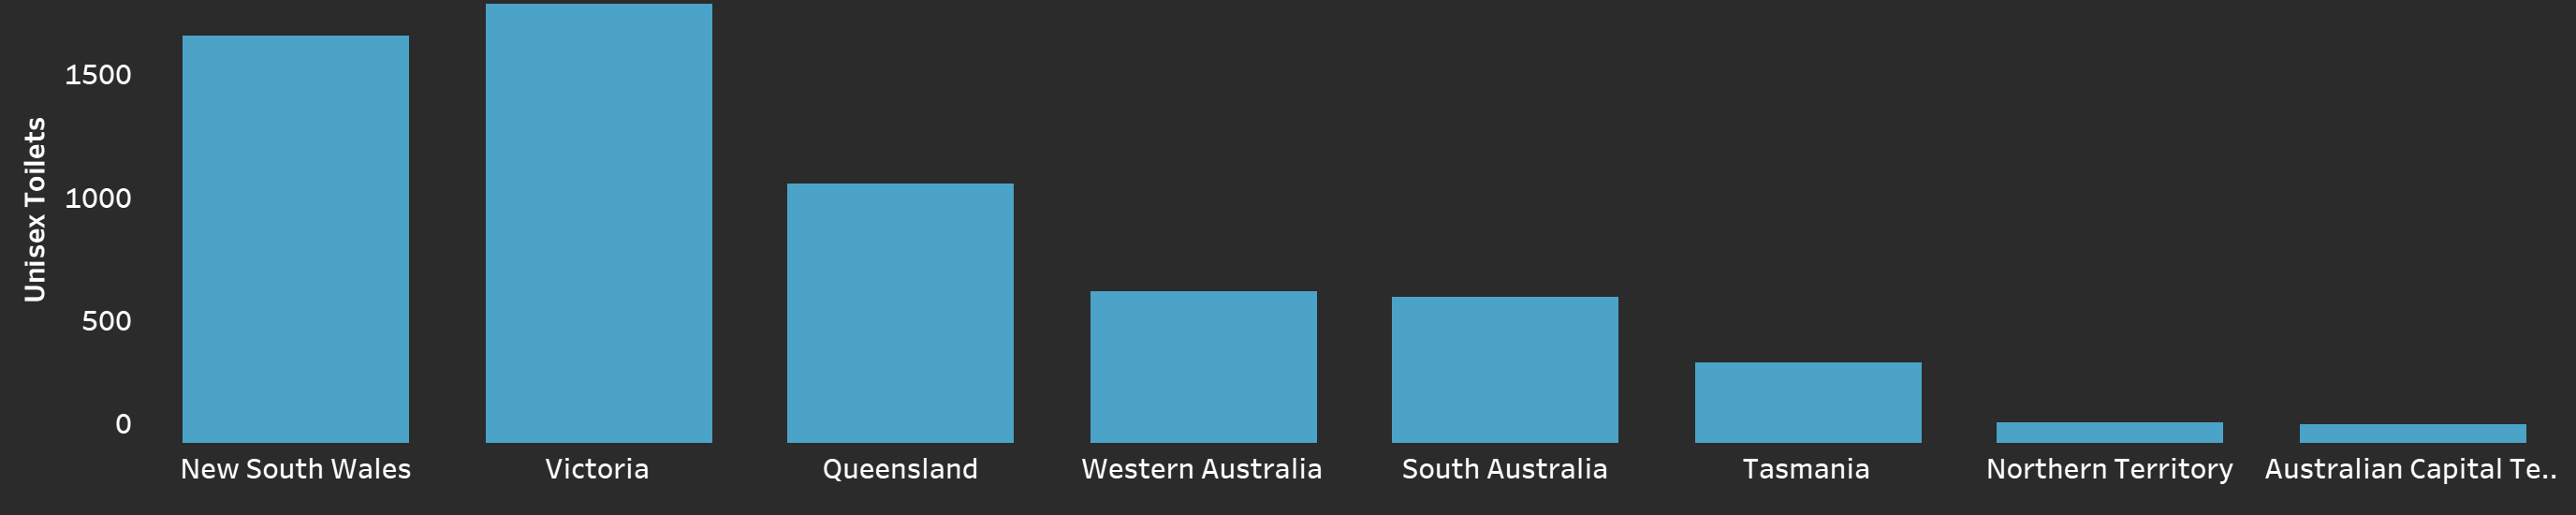 Unisex Toilets
1500
1000
500
0
New South Wales
Victoria
Queensland
Western Australia
South Australia
Tasmania
Northern Territory
Australian Capital Te..